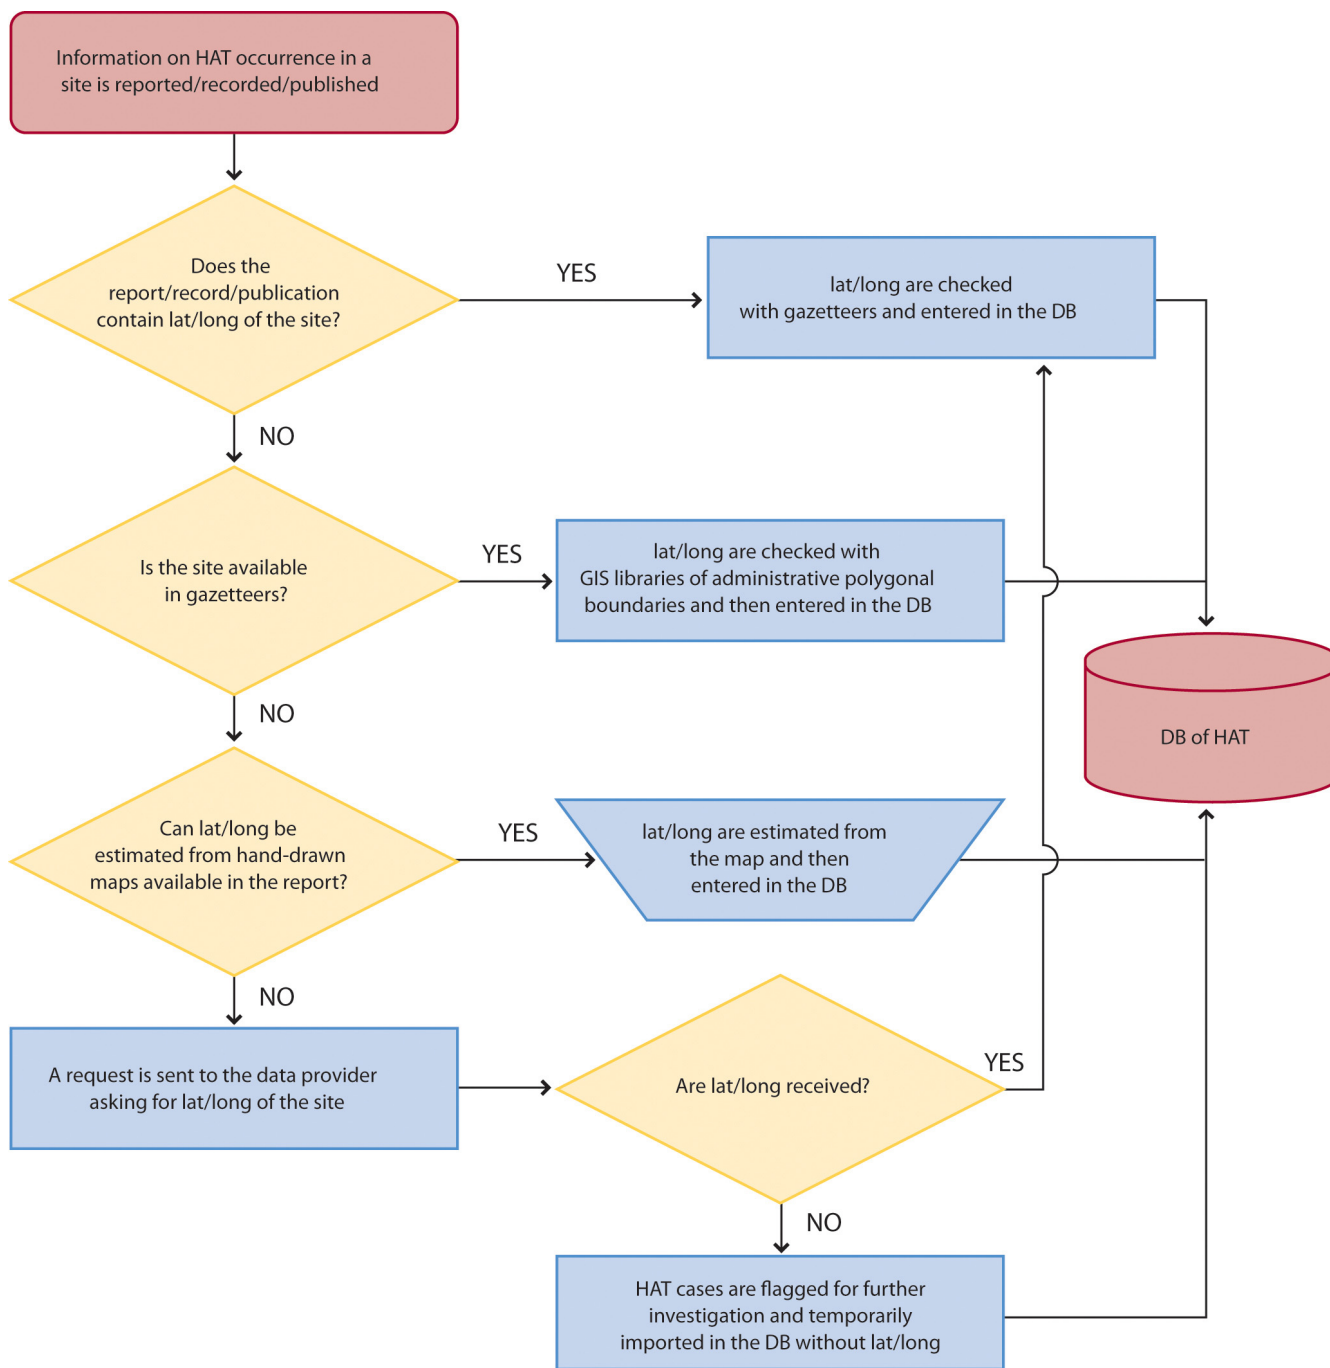 Information on HAT occurrence in a
site is reported/recorded/published
Does the
report/record/publication
contain lat/long of the site?
YES
lat/long are checked
with gazetteers and entered in the DB
NO
Is the site available
in gazetteers?
YES
lat/long are checked with
GIS libraries of administrative polygonal
boundaries and then entered in the DB
NO
DB of HAT
Can lat/long be
estimated from hand-drawn
maps available in the report?
YES
lat/long are estimated from
the map and then
entered in the DB
NO
A request is sent to the data provider
asking for lat/long of the site
Are lat/long received?
YES
NO
HAT cases are flagged for further
investigation and temporarily
imported in the DB without lat/long